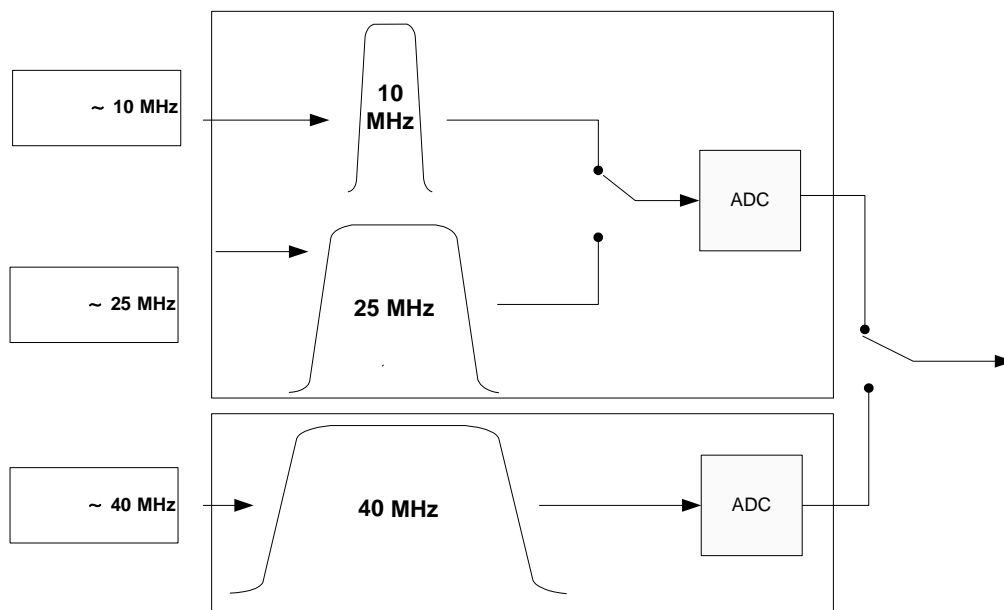 ~ 10 MHz
10
MHz
ADC
~ 25 MHz
25 MHz
~ 40 MHz
40 MHz
ADC